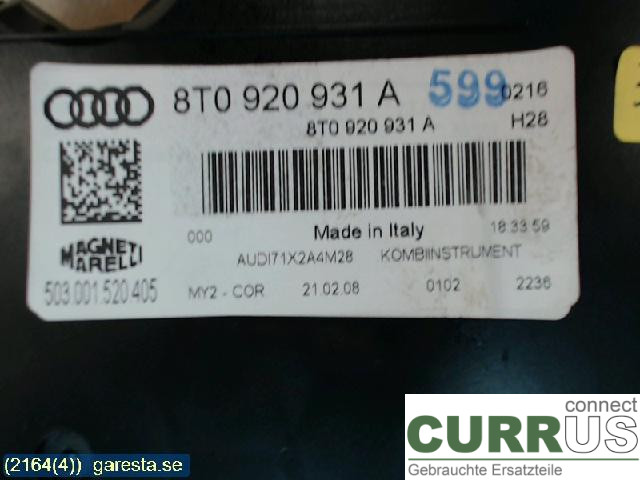 8T0 920 931 A 599 0216
8T0 920 931 A H28
000 Made in Italy 18:33:59
MAGNETI MARELLI
AUDI71X2A4M28 KOMBIINSTRUMENT
503.001.520.405
MY2 - COR 21.02.08 0102 2236
connect
CURRUS
Gebrauchte Ersatzteile
(2164(4)) garesta.se